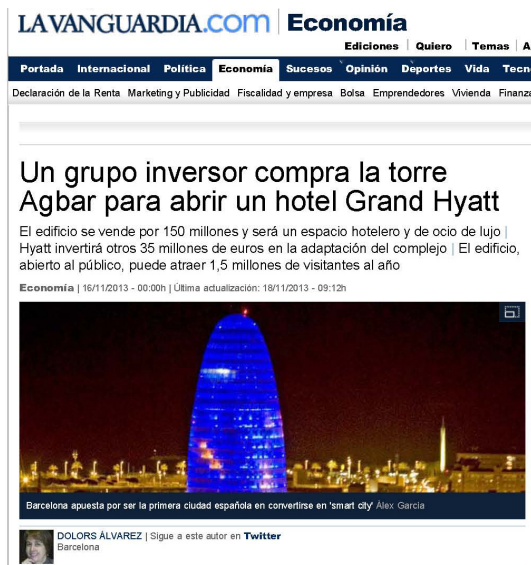 LAVANGUARDIA.com Economía
Ediciones Quiero Temas A
Portada Internacional Política Economía Sucesos Opinión Deportes Vida Tecn
Declaración de la Renta Marketing y Publicidad Fiscalidad y empresa Bolsa Emprendedores Vivienda Finanza
Un grupo inversor compra la torre
Agbar para abrir un hotel Grand Hyatt
El edificio se vende por 150 millones y será un espacio hotelero y de ocio de lujo |
Hyatt invertirá otros 35 millones de euros en la adaptación del complejo | El edificio,
abierto al público, puede atraer 1,5 millones de visitantes al año
Economía | 16/11/2013 - 00:00h | Última actualización: 18/11/2013 - 09:12h
Barcelona apuesta por ser la primera ciudad española en convertirse en 'smart city' Àlex Garcia
DOLORS ÁLVAREZ | Sigue a este autor en Twitter
Barcelona